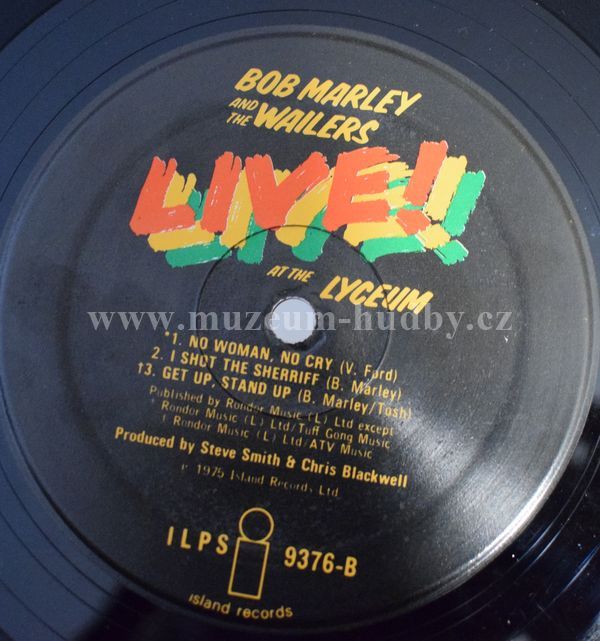 BOB MARLEY
AND THE WAILERS
LIVE!
AT THE LYCEUM
www.muzeum-hudby.cz
*1. NO WOMAN, NO CRY (V. Ford)
2. I SHOT THE SHERRIFF (B. Marley)
†3. GET UP, STAND UP (B. Marley/Tosh)
Published by Rondor Music (L) Ltd except
* Rondor Music (L) Ltd/Tuff Gong Music
† Rondor Music (L) Ltd/ATV Music
Produced by Steve Smith & Chris Blackwell
℗ 1975 Island Records Ltd
ILPS i 9376-B
island records